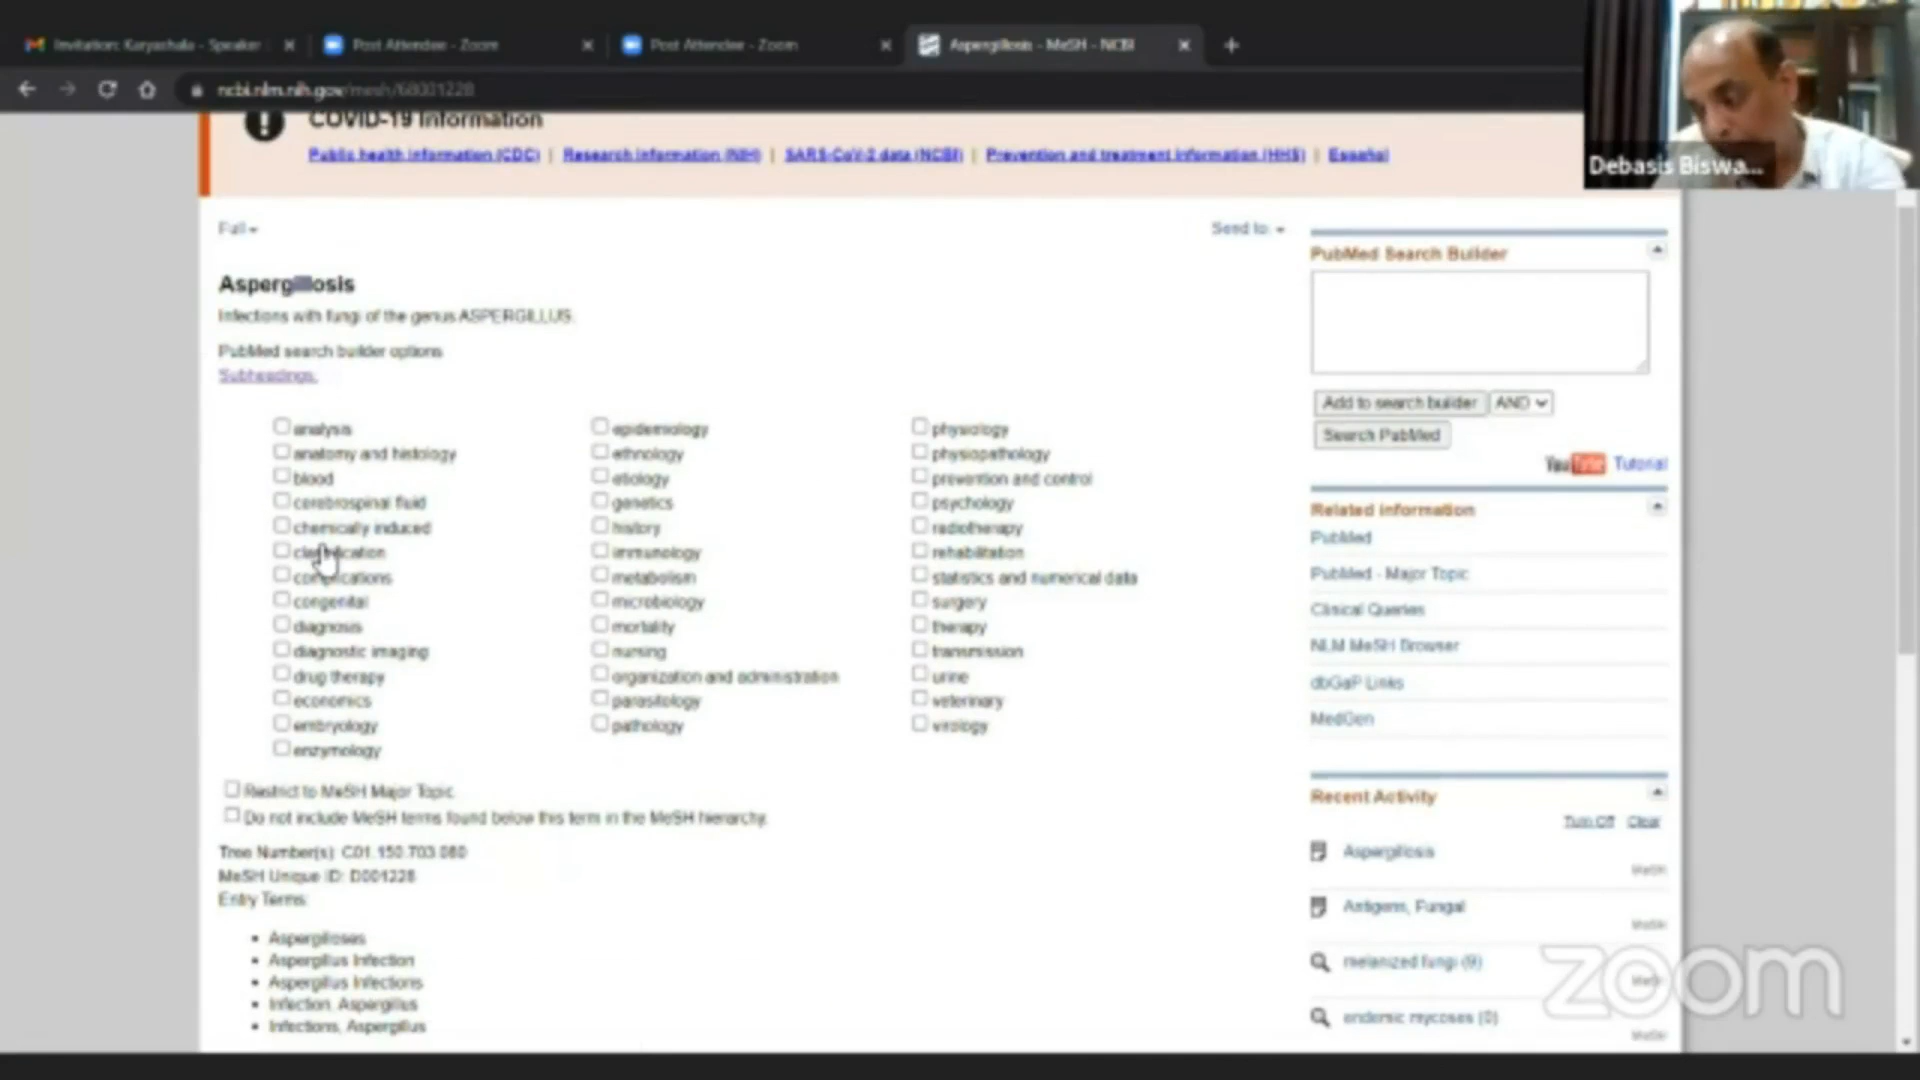 Invitation: Karyashala - Speaker
Post Attendee - Zoom
Post Attendee - Zoom
Aspergillosis - MeSH - NCBI
ncbi.nlm.nih.gov/mesh/68001228
COVID-19 Information
Public health information (CDC) | Research information (NIH) | SARS-CoV-2 data (NCBI) | Prevention and treatment information (HHS) | Español
Debasis Biswa...
Full
Send to:
Aspergillosis
Infections with fungi of the genus ASPERGILLUS.
PubMed search builder options
Subheadings:
analysis
anatomy and histology
blood
cerebrospinal fluid
chemically induced
classification
complications
congenital
diagnosis
diagnostic imaging
drug therapy
economics
embryology
enzymology
epidemiology
ethnology
etiology
genetics
history
immunology
metabolism
microbiology
mortality
nursing
organization and administration
parasitology
pathology
physiology
physiopathology
prevention and control
psychology
radiotherapy
rehabilitation
statistics and numerical data
surgery
therapy
transmission
urine
veterinary
virology
Restrict to MeSH Major Topic.
Do not include MeSH terms found below this term in the MeSH hierarchy.
Tree Number(s): C01.150.703.080
MeSH Unique ID: D001228
Entry Terms:
Aspergilloses
Aspergillus Infection
Aspergillus Infections
Infection, Aspergillus
Infections, Aspergillus
PubMed Search Builder
Add to search builder AND
Search PubMed
YouTube Tutorial
Related information
PubMed
PubMed - Major Topic
Clinical Queries
NLM MeSH Browser
dbGaP Links
MedGen
Recent Activity
Turn Off Clear
Aspergillosis
MeSH
Antigens, Fungal
MeSH
melanized fungi (9)
MeSH
endemic mycoses (0)
MeSH
zoom